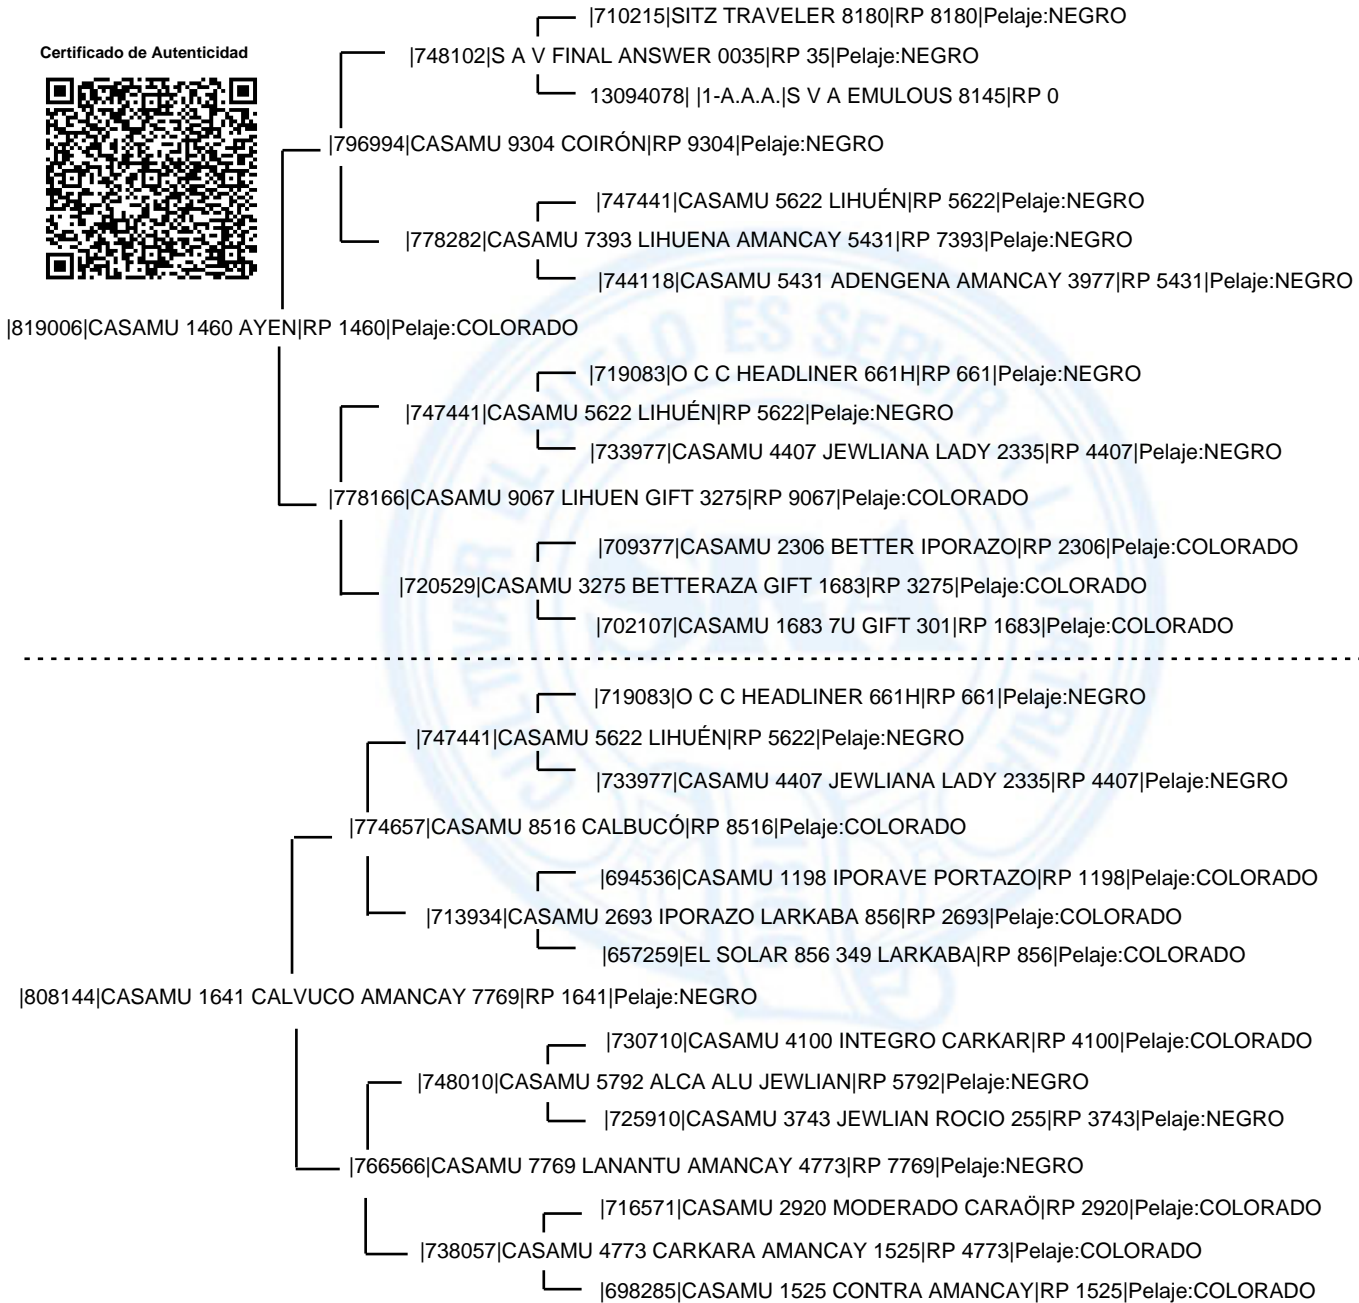 |710215|SITZ TRAVELER 8180|RP 8180|Pelaje:NEGRO
Certificado de Autenticidad
|748102|S A V FINAL ANSWER 0035|RP 35|Pelaje:NEGRO
13094078| |1-A.A.A.|S V A EMULOUS 8145|RP 0
|796994|CASAMU 9304 COIRÓN|RP 9304|Pelaje:NEGRO
|747441|CASAMU 5622 LIHUÉN|RP 5622|Pelaje:NEGRO
|778282|CASAMU 7393 LIHUENA AMANCAY 5431|RP 7393|Pelaje:NEGRO
|744118|CASAMU 5431 ADENGENA AMANCAY 3977|RP 5431|Pelaje:NEGRO
|819006|CASAMU 1460 AYEN|RP 1460|Pelaje:COLORADO
|719083|O C C HEADLINER 661H|RP 661|Pelaje:NEGRO
|747441|CASAMU 5622 LIHUÉN|RP 5622|Pelaje:NEGRO
|733977|CASAMU 4407 JEWLIANA LADY 2335|RP 4407|Pelaje:NEGRO
|778166|CASAMU 9067 LIHUEN GIFT 3275|RP 9067|Pelaje:COLORADO
|709377|CASAMU 2306 BETTER IPORAZO|RP 2306|Pelaje:COLORADO
|720529|CASAMU 3275 BETTERAZA GIFT 1683|RP 3275|Pelaje:COLORADO
|702107|CASAMU 1683 7U GIFT 301|RP 1683|Pelaje:COLORADO
|719083|O C C HEADLINER 661H|RP 661|Pelaje:NEGRO
|747441|CASAMU 5622 LIHUÉN|RP 5622|Pelaje:NEGRO
|733977|CASAMU 4407 JEWLIANA LADY 2335|RP 4407|Pelaje:NEGRO
|774657|CASAMU 8516 CALBUCÓ|RP 8516|Pelaje:COLORADO
|694536|CASAMU 1198 IPORAVE PORTAZO|RP 1198|Pelaje:COLORADO
|713934|CASAMU 2693 IPORAZO LARKABA 856|RP 2693|Pelaje:COLORADO
|657259|EL SOLAR 856 349 LARKABA|RP 856|Pelaje:COLORADO
|808144|CASAMU 1641 CALVUCO AMANCAY 7769|RP 1641|Pelaje:NEGRO
|730710|CASAMU 4100 INTEGRO CARKAR|RP 4100|Pelaje:COLORADO
|748010|CASAMU 5792 ALCA ALU JEWLIAN|RP 5792|Pelaje:NEGRO
|725910|CASAMU 3743 JEWLIAN ROCIO 255|RP 3743|Pelaje:NEGRO
|766566|CASAMU 7769 LANANTU AMANCAY 4773|RP 7769|Pelaje:NEGRO
|716571|CASAMU 2920 MODERADO CARAÖ|RP 2920|Pelaje:COLORADO
|738057|CASAMU 4773 CARKARA AMANCAY 1525|RP 4773|Pelaje:COLORADO
|698285|CASAMU 1525 CONTRA AMANCAY|RP 1525|Pelaje:COLORADO
CULTIVAR EL SUELO ES SERVIR A LA PATRIA
SRA
1866